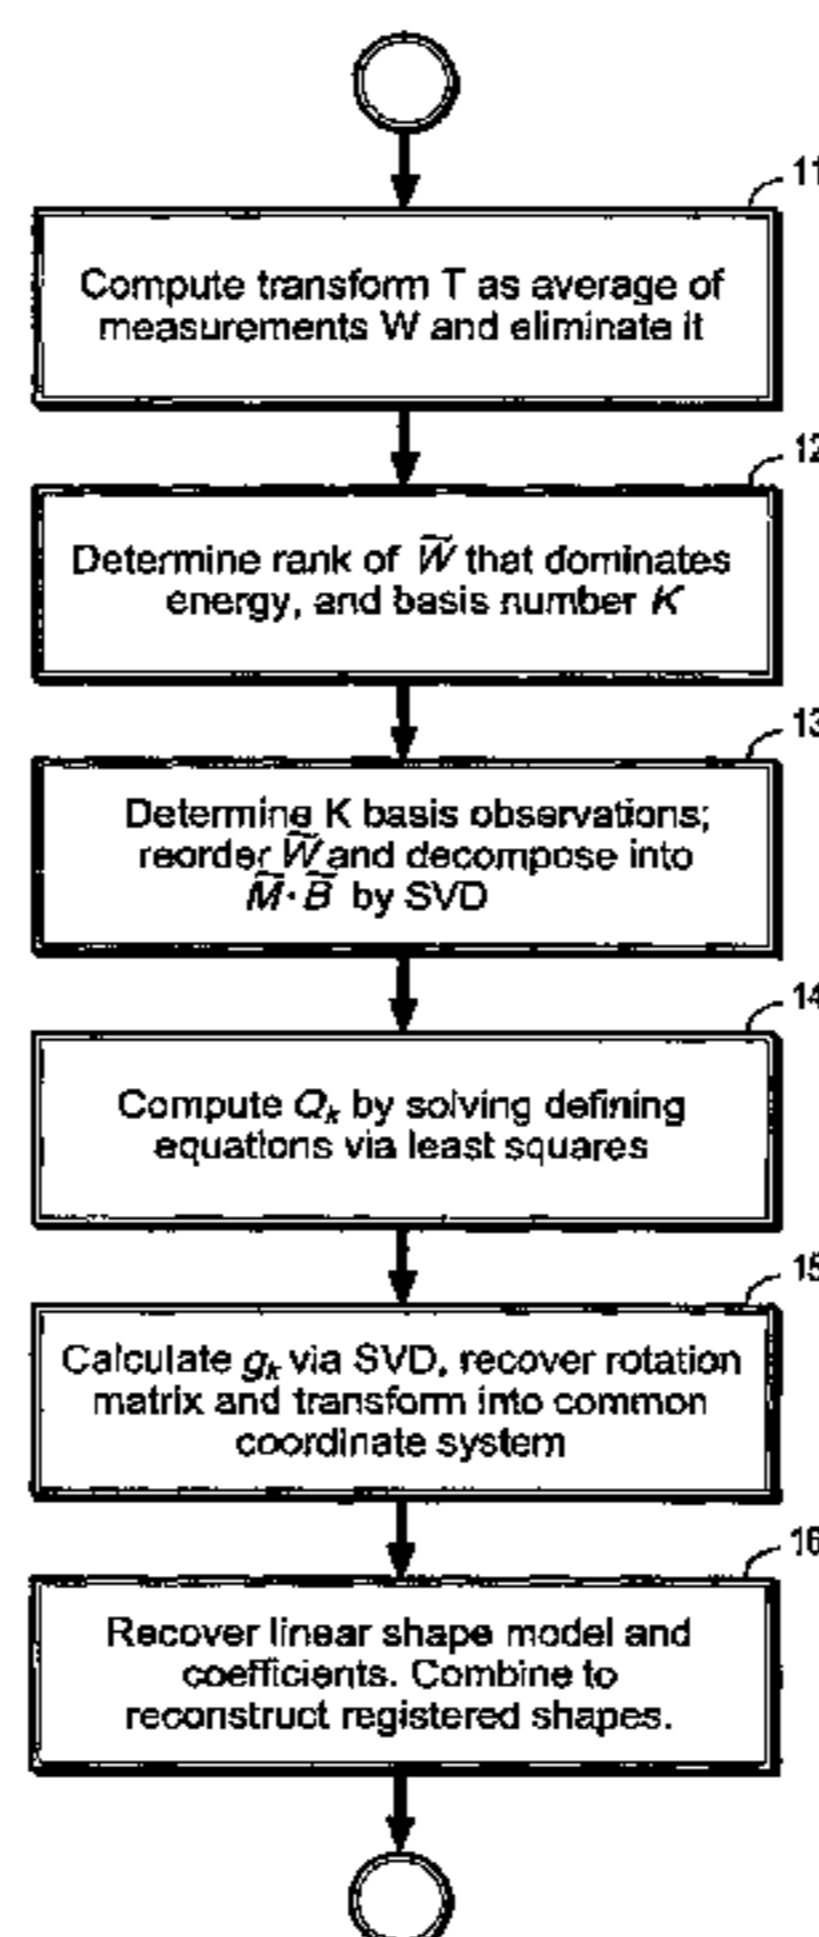 11
Compute transform T as average of
measurements W and eliminate it
12
Determine rank of W̃ that dominates
energy, and basis number K
13
Determine K basis observations;
reorder W̃ and decompose into
M̃·B̃ by SVD
14
Compute Qₖ by solving defining
equations via least squares
15
Calculate gₖ via SVD, recover rotation
matrix and transform into common
coordinate system
16
Recover linear shape model and
coefficients. Combine to
reconstruct registered shapes.